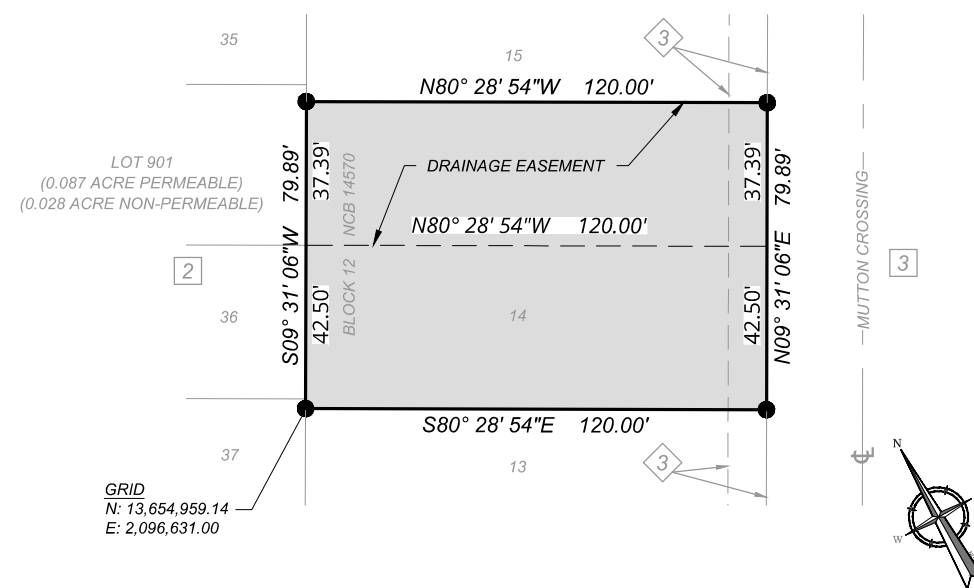 35
15
3
N80° 28' 54"W 120.00'
LOT 901
(0.087 ACRE PERMEABLE)
(0.028 ACRE NON-PERMEABLE)
S09° 31' 06"W 79.89'
37.39'
42.50'
BLOCK 12 NCB 14570
DRAINAGE EASEMENT
N80° 28' 54"W 120.00'
37.39'
42.50'
N09° 31' 06"E 79.89'
MUTTON CROSSING
2
3
36
14
S80° 28' 54"E 120.00'
37
13
3
℄
GRID
N: 13,654,959.14
E: 2,096,631.00
N
W